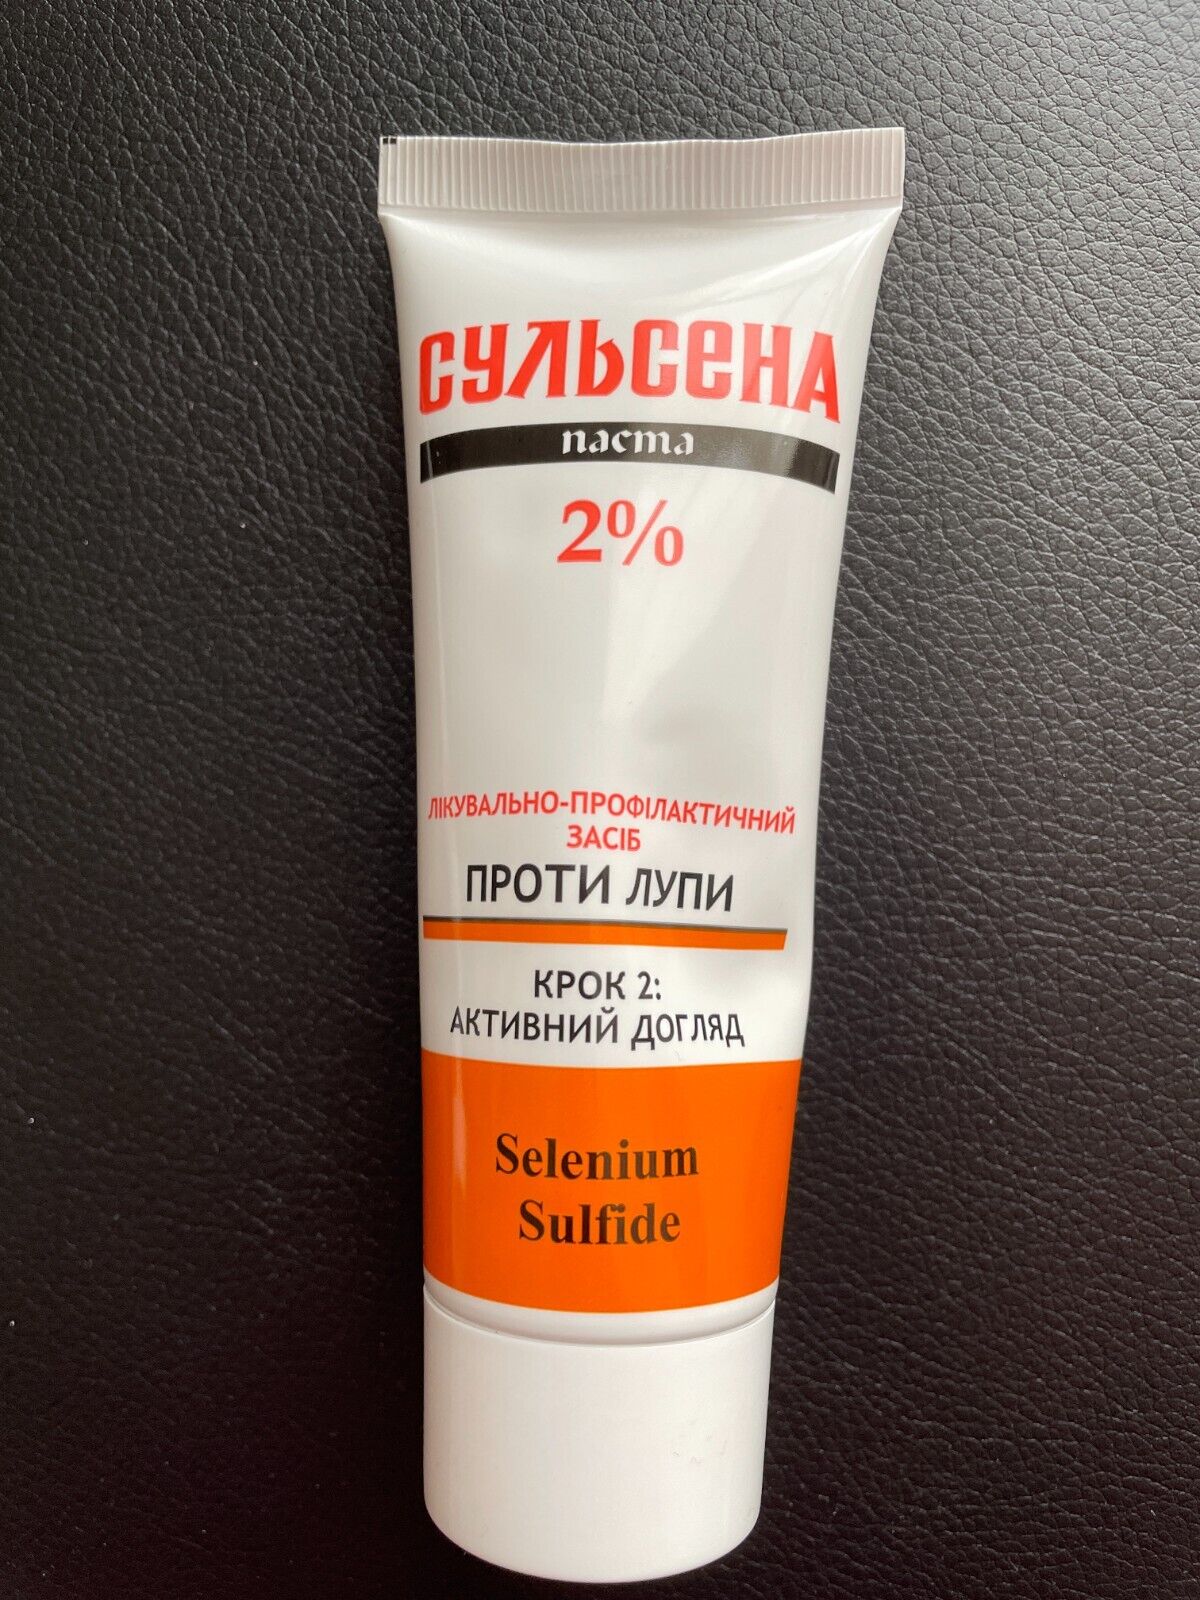 СУЛЬСЕНА
паста
2%
ЛІКУВАЛЬНО-ПРОФІЛАКТИЧНИЙ
ЗАСІБ
ПРОТИ ЛУПИ
КРОК 2:
АКТИВНИЙ ДОГЛЯД
Selenium
Sulfide